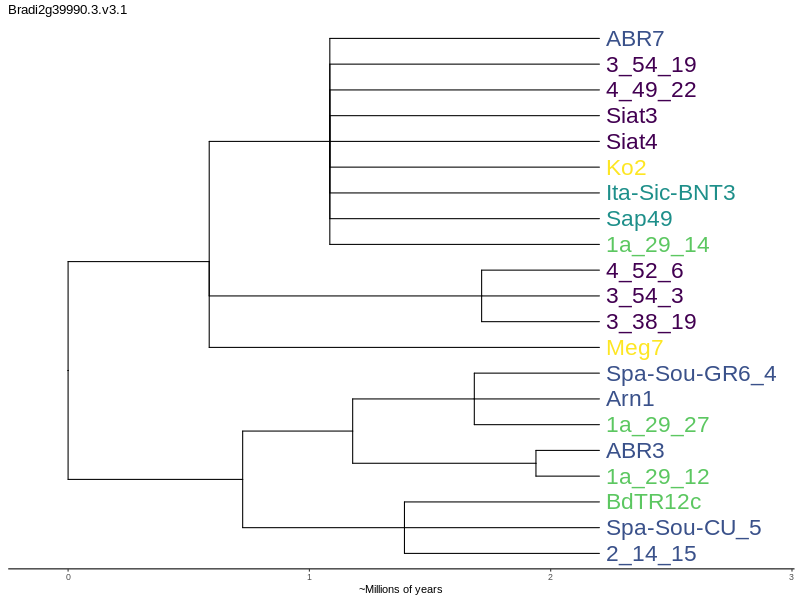 Bradi2g39990.3.v3.1
ABR7
3_54_19
4_49_22
Siat3
Siat4
Ko2
Ita-Sic-BNT3
Sap49
1a_29_14
4_52_6
3_54_3
3_38_19
Meg7
Spa-Sou-GR6_4
Arn1
1a_29_27
ABR3
1a_29_12
BdTR12c
Spa-Sou-CU_5
2_14_15
0 1 2 3
~Millions of years